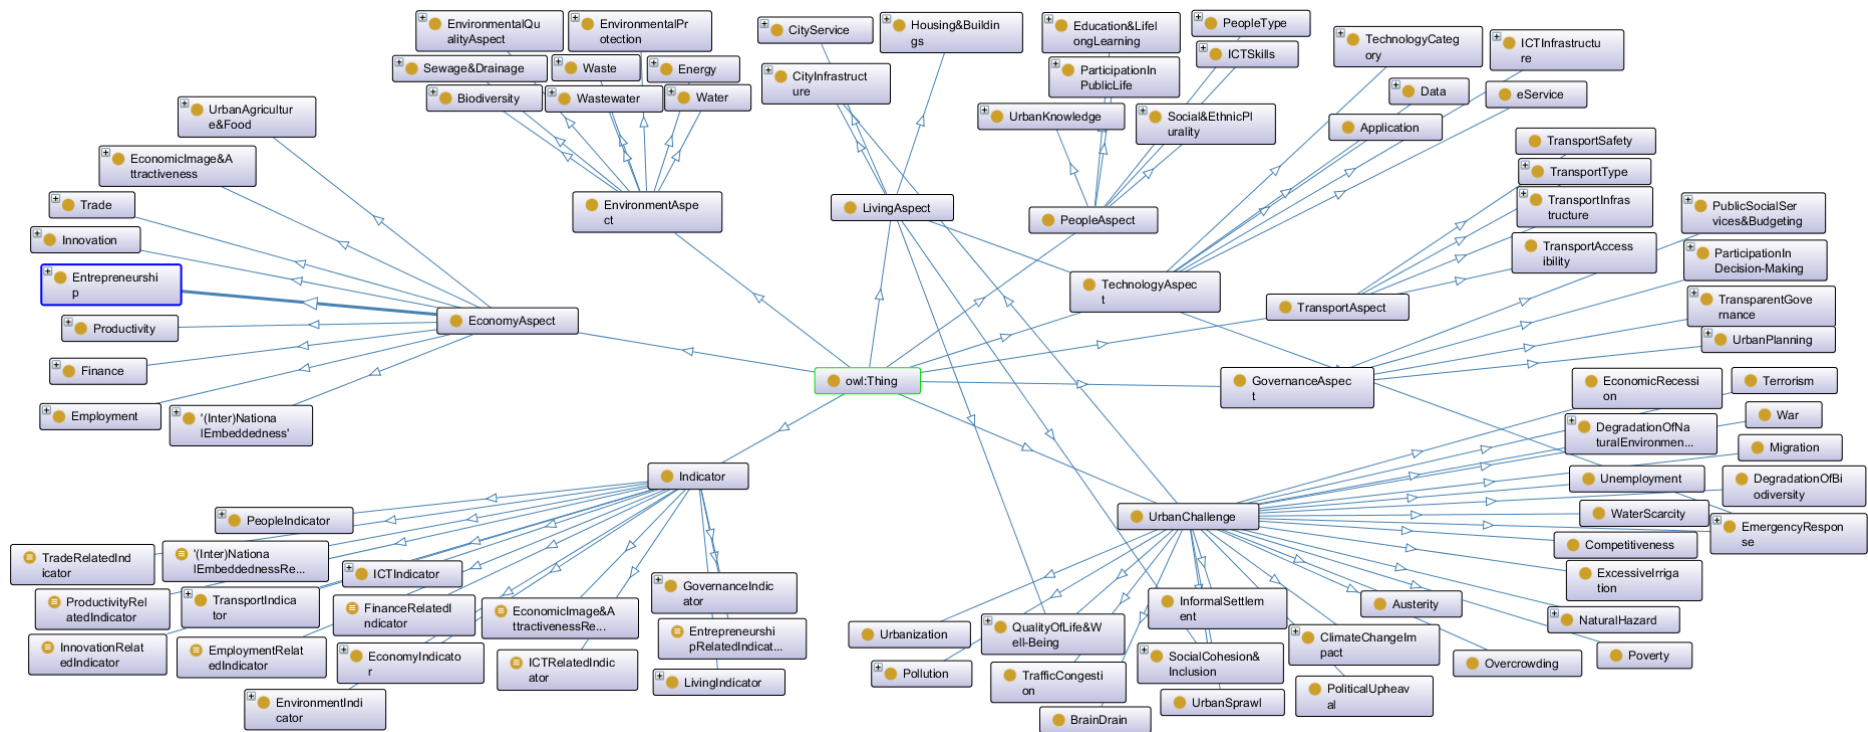 EnvironmentalQu
alityAspect
EnvironmentalPr
otection
Sewage&Drainage
Waste
Energy
Biodiversity
Wastewater
Water
CityService
Housing&Buildin
gs
CityInfrastruct
ure
Education&Lifel
ongLearning
PeopleType
ICTSkills
ParticipationIn
PublicLife
UrbanKnowledge
Social&EthnicPl
urality
TechnologyCateg
ory
ICTInfrastructu
re
Data
eService
Application
TransportSafety
TransportType
TransportInfras
tructure
TransportAccess
ibility
PublicSocialSer
vices&Budgeting
ParticipationIn
Decision-Making
TransparentGove
rnance
UrbanPlanning
UrbanAgricultur
e&Food
EconomicImage&A
ttractiveness
Trade
Innovation
Entrepreneurshi
p
Productivity
Finance
Employment
'(Inter)Nationa
lEmbeddedness'
EconomyAspect
EnvironmentAspe
ct
LivingAspect
PeopleAspect
TechnologyAspec
t
TransportAspect
owl:Thing
GovernanceAspec
t
EconomicRecessi
on
Terrorism
War
DegradationOfNa
turalEnvironmen...
Migration
Unemployment
DegradationOfBi
odiversity
WaterScarcity
EmergencyRespon
se
Competitiveness
ExcessiveIrriga
tion
UrbanChallenge
Indicator
PeopleIndicator
TradeRelatedInd
icator
'(Inter)Nationa
lEmbeddednessRe...
ICTIndicator
ProductivityRel
atedIndicator
TransportIndica
tor
FinanceRelatedI
ndicator
EconomicImage&A
ttractivenessRe...
GovernanceIndic
ator
InnovationRelat
edIndicator
EmploymentRelat
edIndicator
EconomyIndicato
r
ICTRelatedIndic
ator
Entrepreneurshi
pRelatedIndicat...
LivingIndicator
EnvironmentIndi
cator
Urbanization
QualityOfLife&W
ell-Being
InformalSettlem
ent
Austerity
NaturalHazard
ClimateChangeIm
pact
Pollution
TrafficCongesti
on
SocialCohesion&
Inclusion
Overcrowding
Poverty
BrainDrain
UrbanSprawl
PoliticalUpheav
al